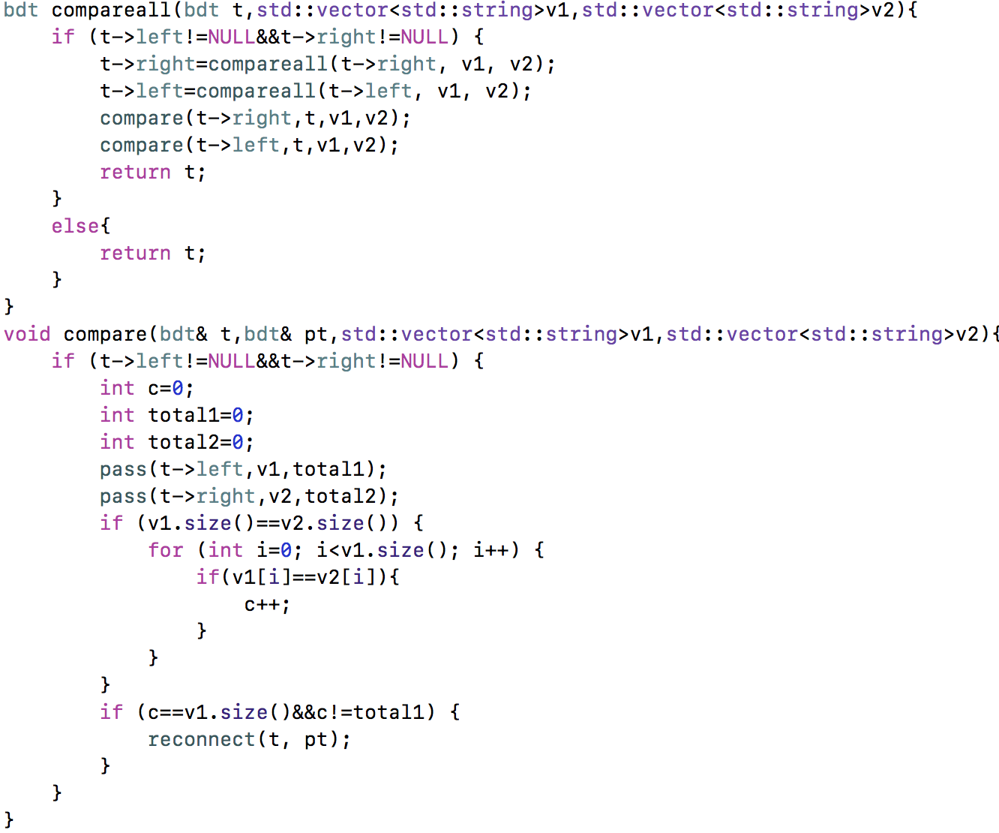 bdt compareall(bdt t,std::vector<std::string>v1,std::vector<std::string>v2){
    if (t->left!=NULL&&t->right!=NULL) {
        t->right=compareall(t->right, v1, v2);
        t->left=compareall(t->left, v1, v2);
        compare(t->right,t,v1,v2);
        compare(t->left,t,v1,v2);
        return t;
    }
    else{
        return t;
    }
}
void compare(bdt& t,bdt& pt,std::vector<std::string>v1,std::vector<std::string>v2){
    if (t->left!=NULL&&t->right!=NULL) {
        int c=0;
        int total1=0;
        int total2=0;
        pass(t->left,v1,total1);
        pass(t->right,v2,total2);
        if (v1.size()==v2.size()) {
            for (int i=0; i<v1.size(); i++) {
                if(v1[i]==v2[i]){
                    c++;
                }
            }
        }
        if (c==v1.size()&&c!=total1) {
            reconnect(t, pt);
        }
    }
}